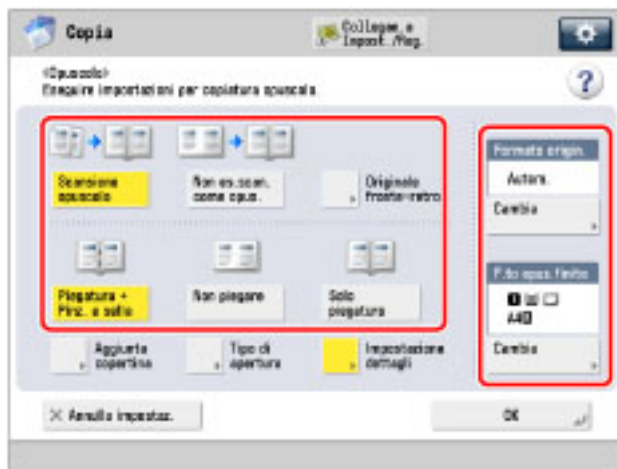 Copia
Collegam. a
Impost./Reg.
<Opuscolo>
Eseguire impostazioni per copiatura opuscolo.
?
Scansione
opuscolo
Non es.scan.
come opus.
Originale
fronte-retro
Piegatura +
Pinz. a sella
Non piegare
Solo
piegatura
Aggiunta
copertina
Tipo di
apertura
Impostazione
dettagli
Formato origin.
Autom.
Cambia
F.to opus.finito
1
A4
Cambia
Annulla impostaz.
OK